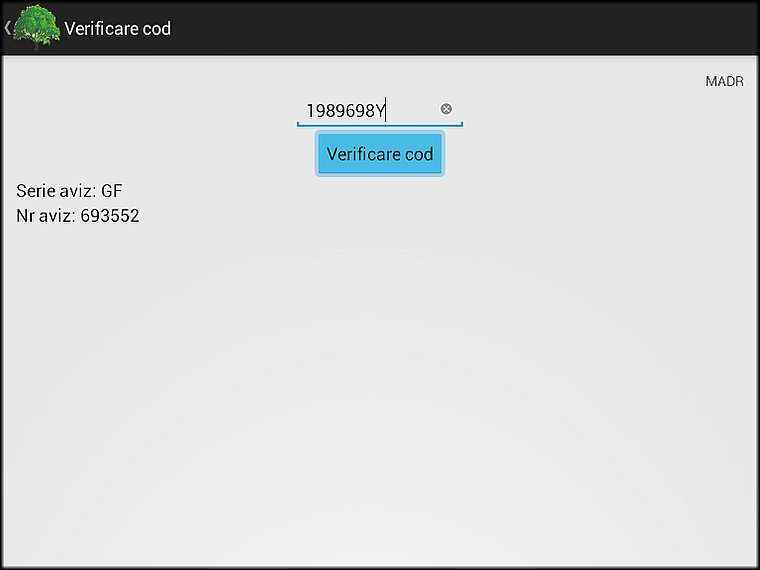 Verificare cod
MADR
1989698Y
Verificare cod
Serie aviz: GF
Nr aviz: 693552